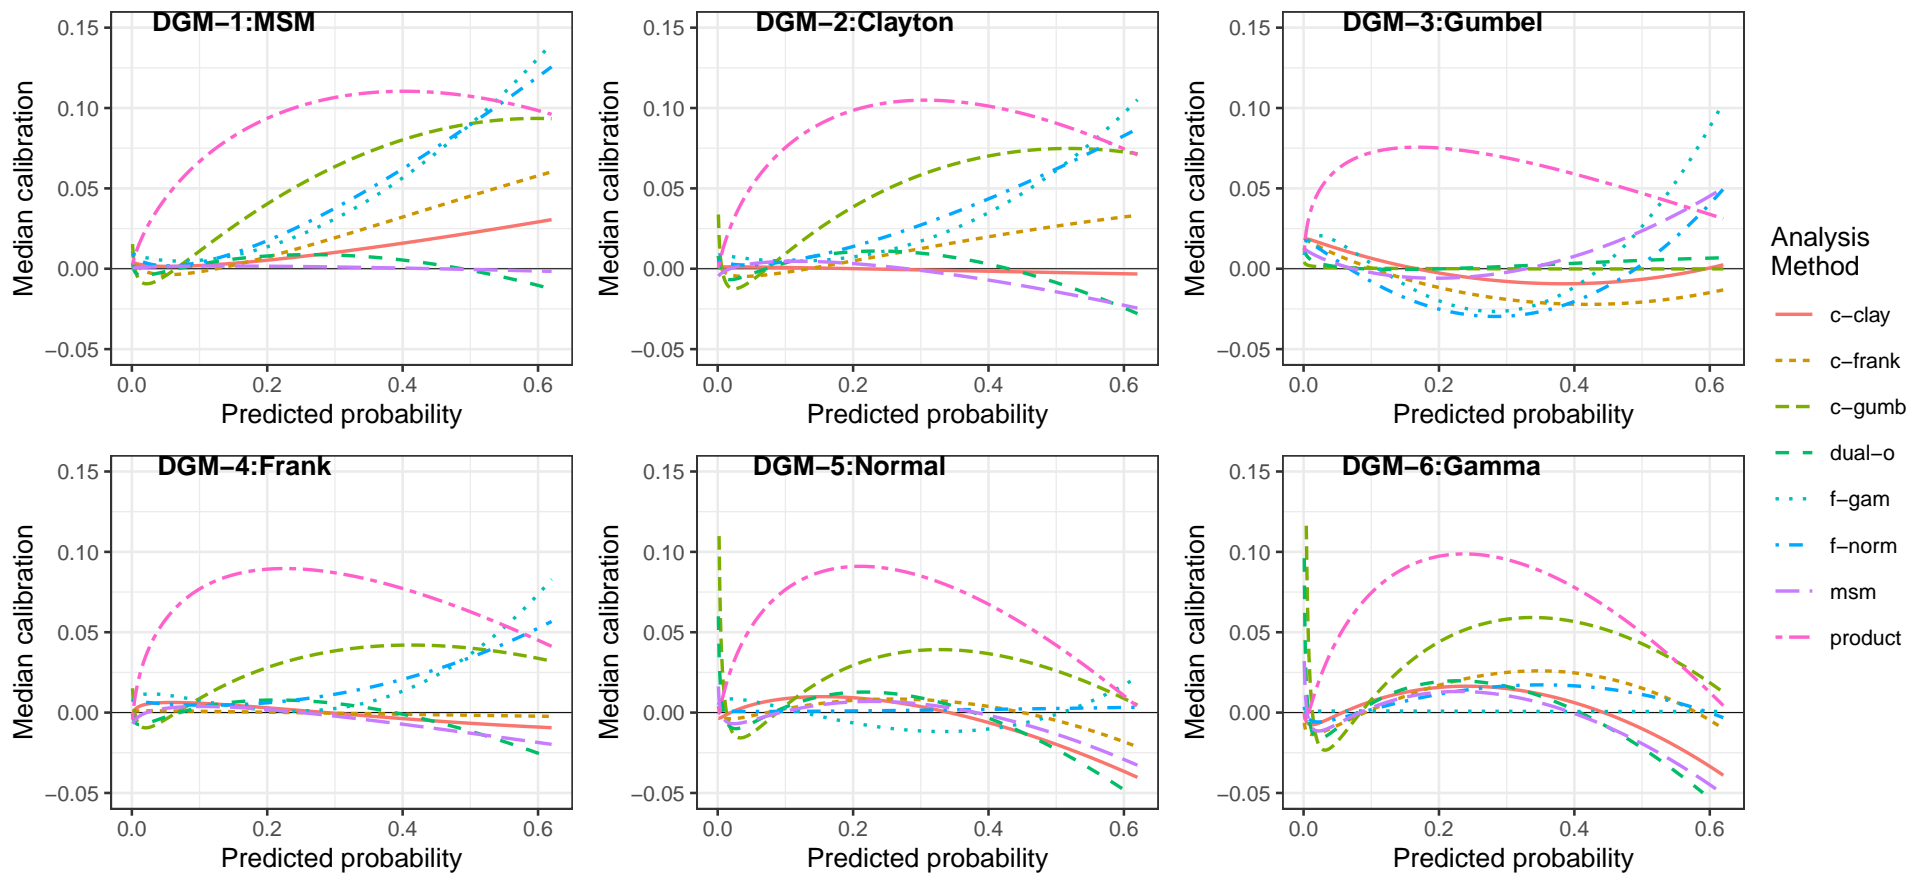 DGM−1:MSM
0.15
0.10
0.05
0.00
−0.05
Median calibration
0.0 0.2 0.4 0.6
Predicted probability
DGM−2:Clayton
0.15
0.10
0.05
0.00
−0.05
Median calibration
0.0 0.2 0.4 0.6
Predicted probability
DGM−3:Gumbel
0.15
0.10
0.05
0.00
−0.05
Median calibration
0.0 0.2 0.4 0.6
Predicted probability
DGM−4:Frank
0.15
0.10
0.05
0.00
−0.05
Median calibration
0.0 0.2 0.4 0.6
Predicted probability
DGM−5:Normal
0.15
0.10
0.05
0.00
−0.05
Median calibration
0.0 0.2 0.4 0.6
Predicted probability
DGM−6:Gamma
0.15
0.10
0.05
0.00
−0.05
Median calibration
0.0 0.2 0.4 0.6
Predicted probability
Analysis
Method
c−clay
c−frank
c−gumb
dual−o
f−gam
f−norm
msm
product